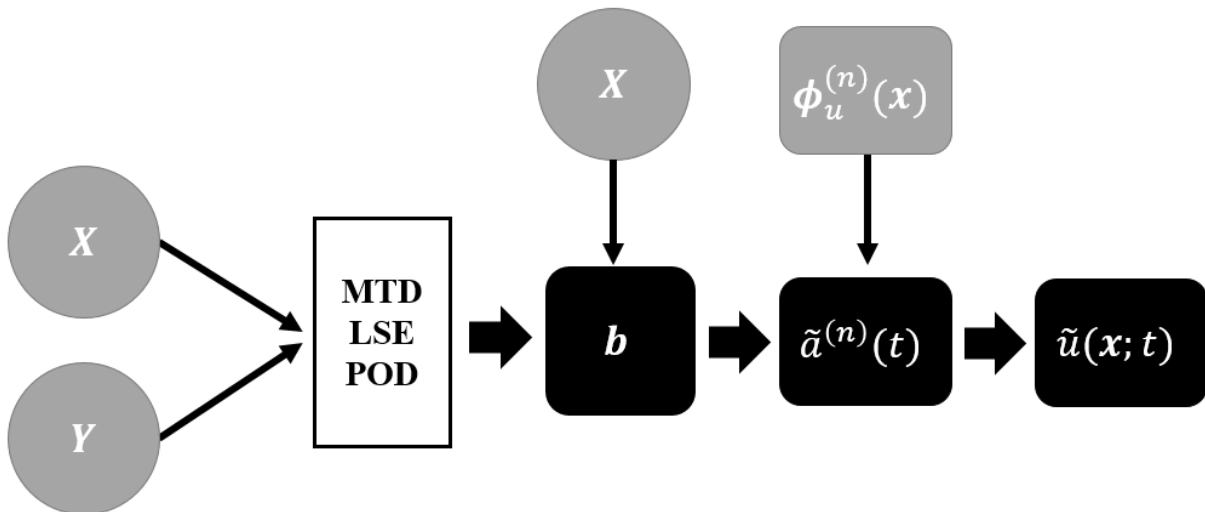 X
ϕ_u^{(n)}(x)
X
MTD
LSE
POD
b
ã^{(n)}(t)
ũ(x; t)
Y